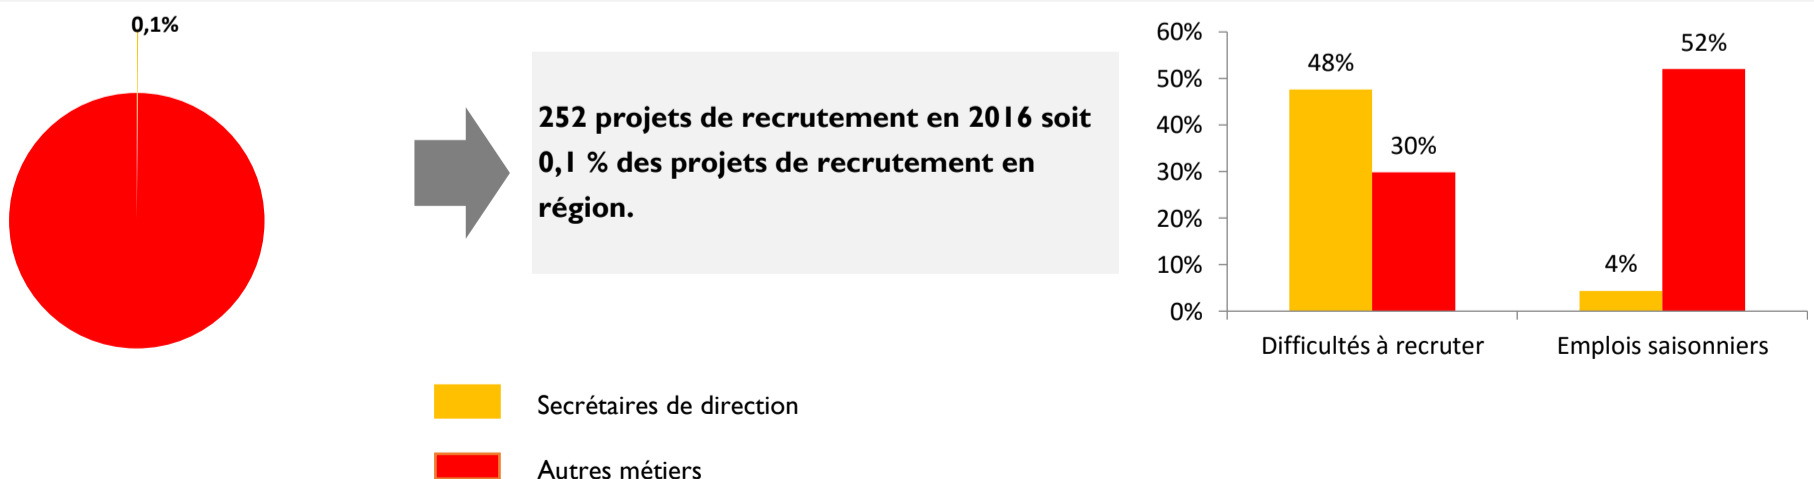 0,1%
252 projets de recrutement en 2016 soit
0,1 % des projets de recrutement en
région.
60%
50%
40%
30%
20%
10%
0%
48%
30%
4%
52%
Difficultés à recruter
Emplois saisonniers
Secrétaires de direction
Autres métiers